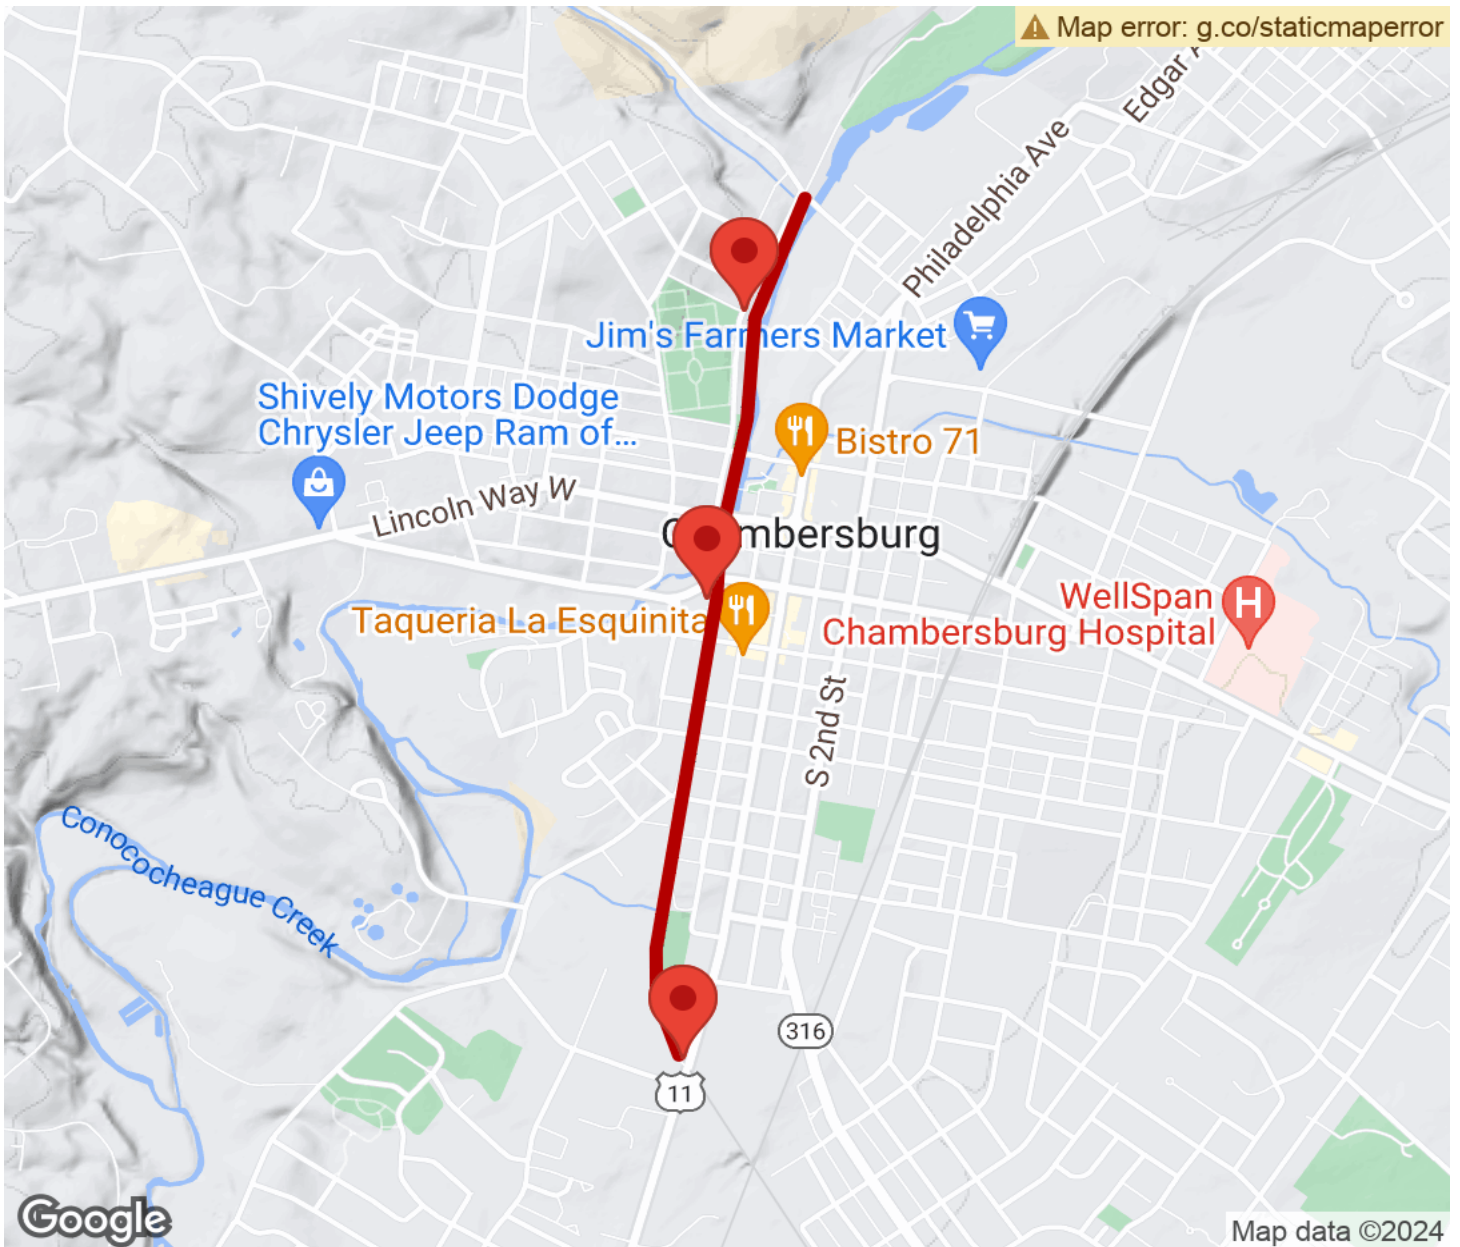 Map error: g.co/staticmaperror
Edgar A
Philadelphia Ave
Jim's Farmers Market
Shively Motors Dodge
Chrysler Jeep Ram of...
Bistro 71
Lincoln Way W
mbersburg
WellSpan
Chambersburg Hospital
Taqueria La Esquinita
S 2nd St
Conococheague Creek
316
11
Google
Map data ©2024